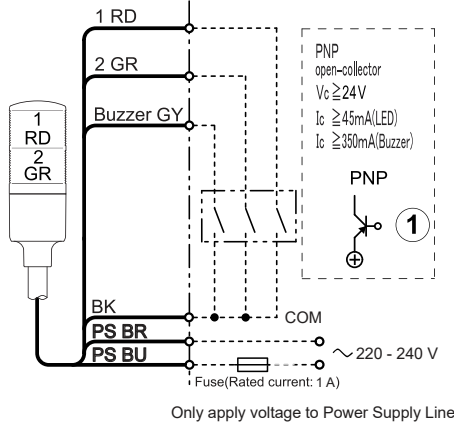 1 RD
2 GR
Buzzer GY
1
RD
2
GR
BK
PS BR
PS BU
COM
220 - 240 V
Fuse(Rated current: 1 A)
PNP
open-collector
Vc ≧24V
Ic ≧45mA(LED)
Ic ≧350mA(Buzzer)
PNP
1
Only apply voltage to Power Supply Line